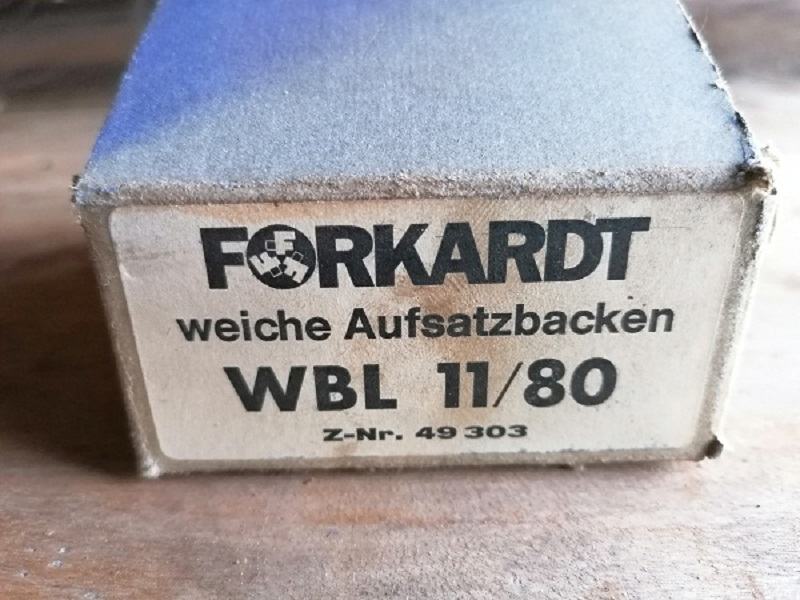 FORKARDT
weiche Aufsatzbacken
WBL 11/80
Z-Nr. 49 303